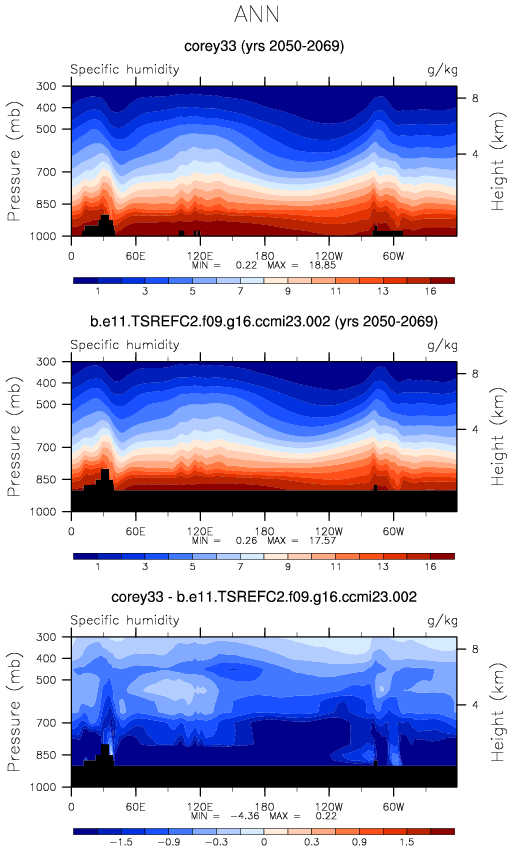 ANN
corey33 (yrs 2050-2069)
Specific humidity g/kg
300
400
500
700
850
1000
Pressure (mb)
8
4
Height (km)
0 60E 120E 180 120W 60W
MIN = 0.22 MAX = 18.85
1 3 5 7 9 11 13 16
b.e11.TSREFC2.f09.g16.ccmi23.002 (yrs 2050-2069)
Specific humidity g/kg
300
400
500
700
850
1000
Pressure (mb)
8
4
Height (km)
0 60E 120E 180 120W 60W
MIN = 0.26 MAX = 17.57
1 3 5 7 9 11 13 16
corey33 - b.e11.TSREFC2.f09.g16.ccmi23.002
Specific humidity g/kg
300
400
500
700
850
1000
Pressure (mb)
8
4
Height (km)
0 60E 120E 180 120W 60W
MIN = -4.36 MAX = 0.22
-1.5 -0.9 -0.3 0 0.3 0.9 1.5